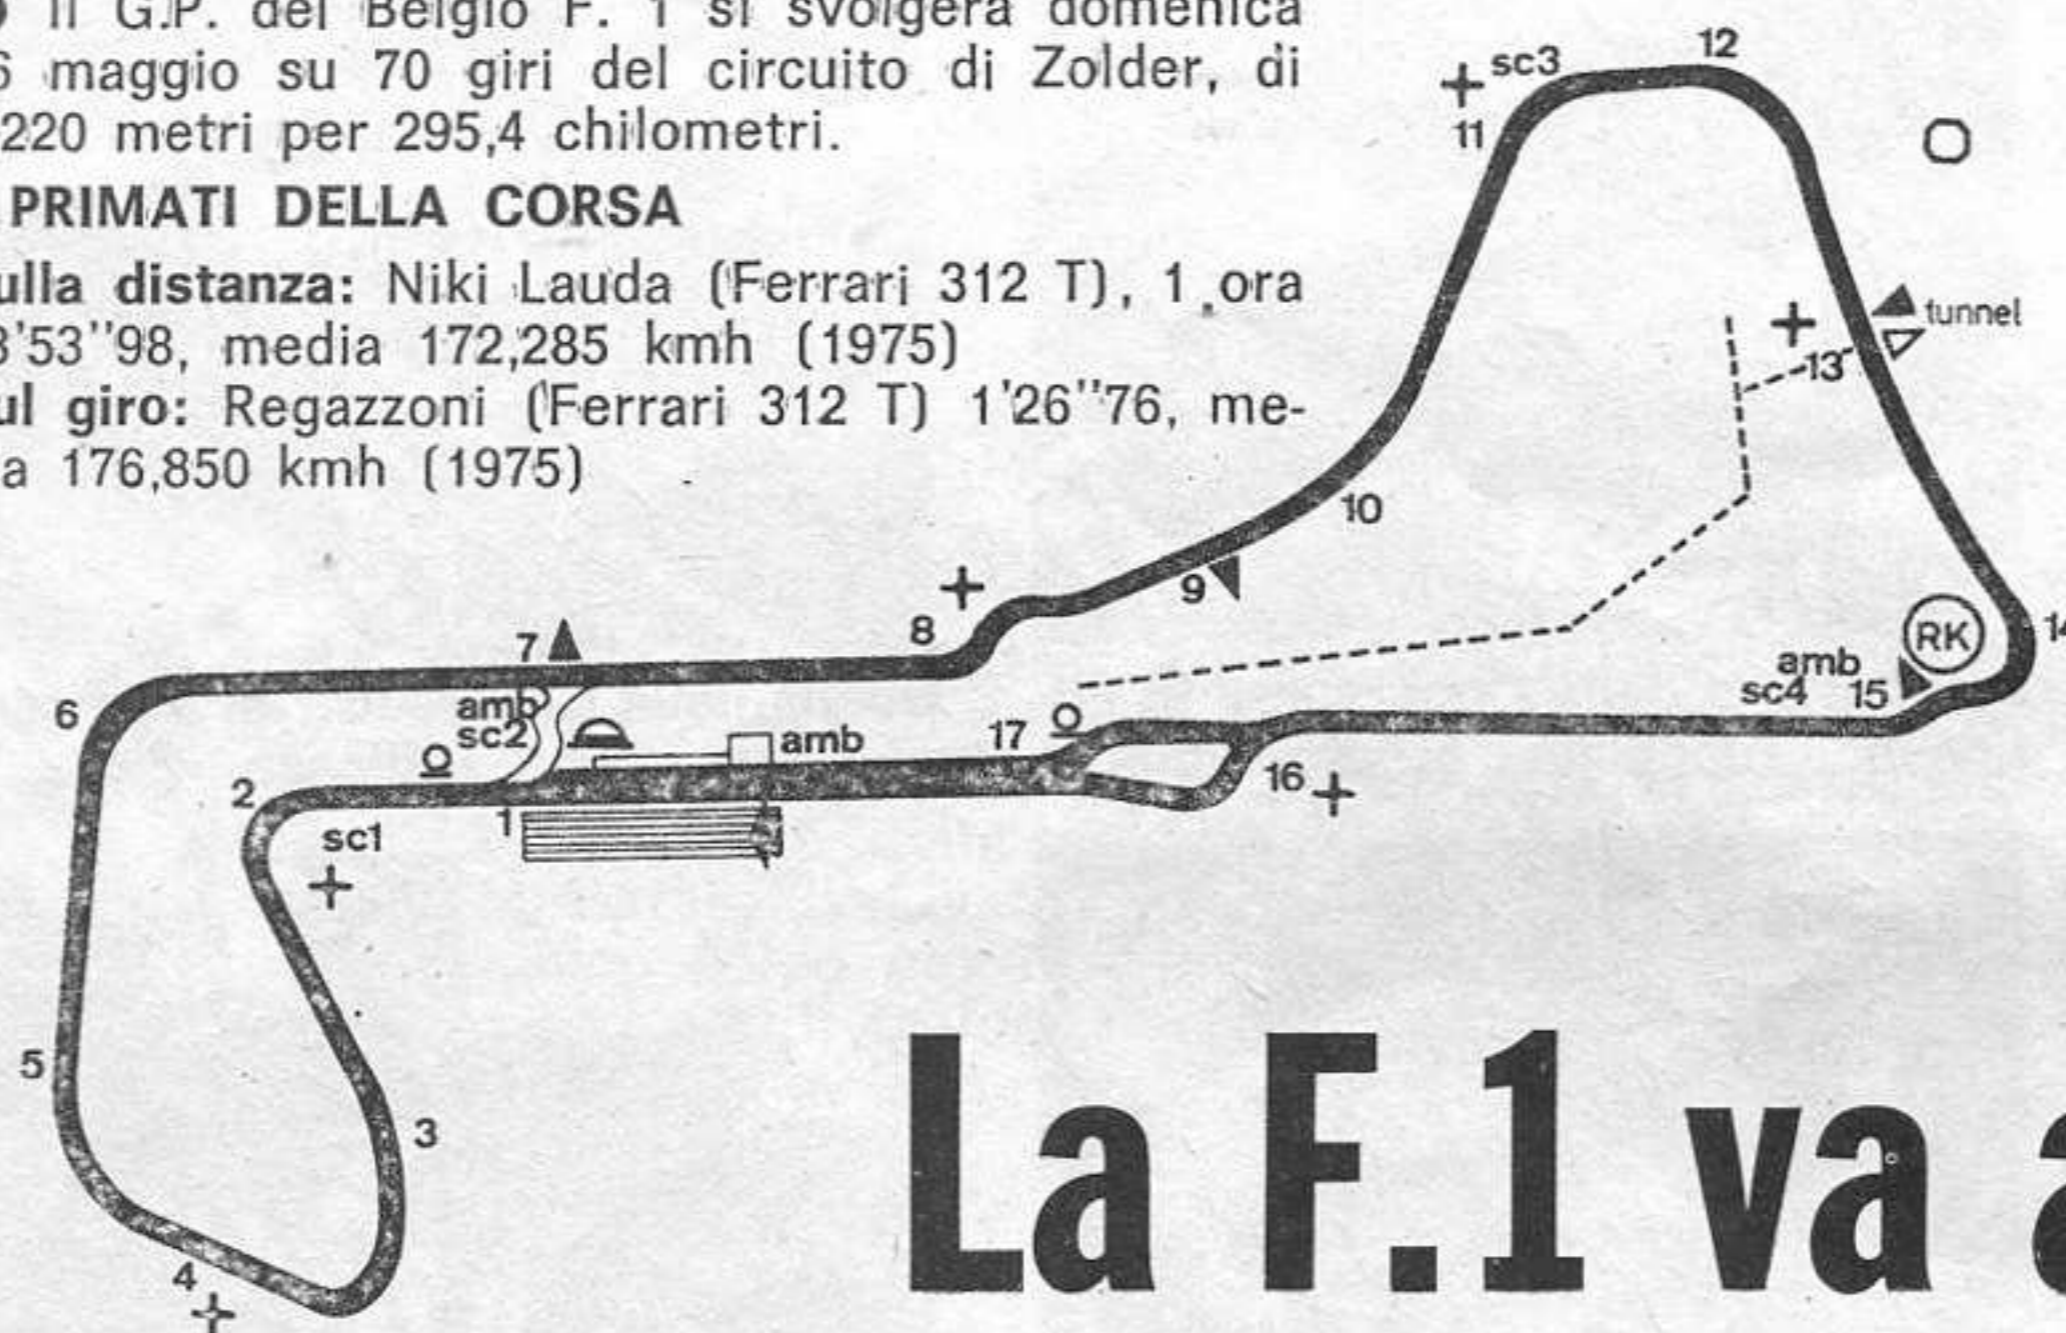 Il G.P. del Belgio F. 1 si svolgerà domenica
6 maggio su 70 giri del circuito di Zolder, di
220 metri per 295,4 chilometri.
PRIMATI DELLA CORSA
ulla distanza: Niki Lauda (Ferrari 312 T), 1 ora
3'53''98, media 172,285 kmh (1975)
ul giro: Regazzoni (Ferrari 312 T) 1'26''76, me-
a 176,850 kmh (1975)
sc3
12
11
tunnel
13
10
9
8
7
RK
14
amb
sc4 15
6
amb
sc2
amb
17
16
2
1
sc1
5
3
4
La F.1 va a